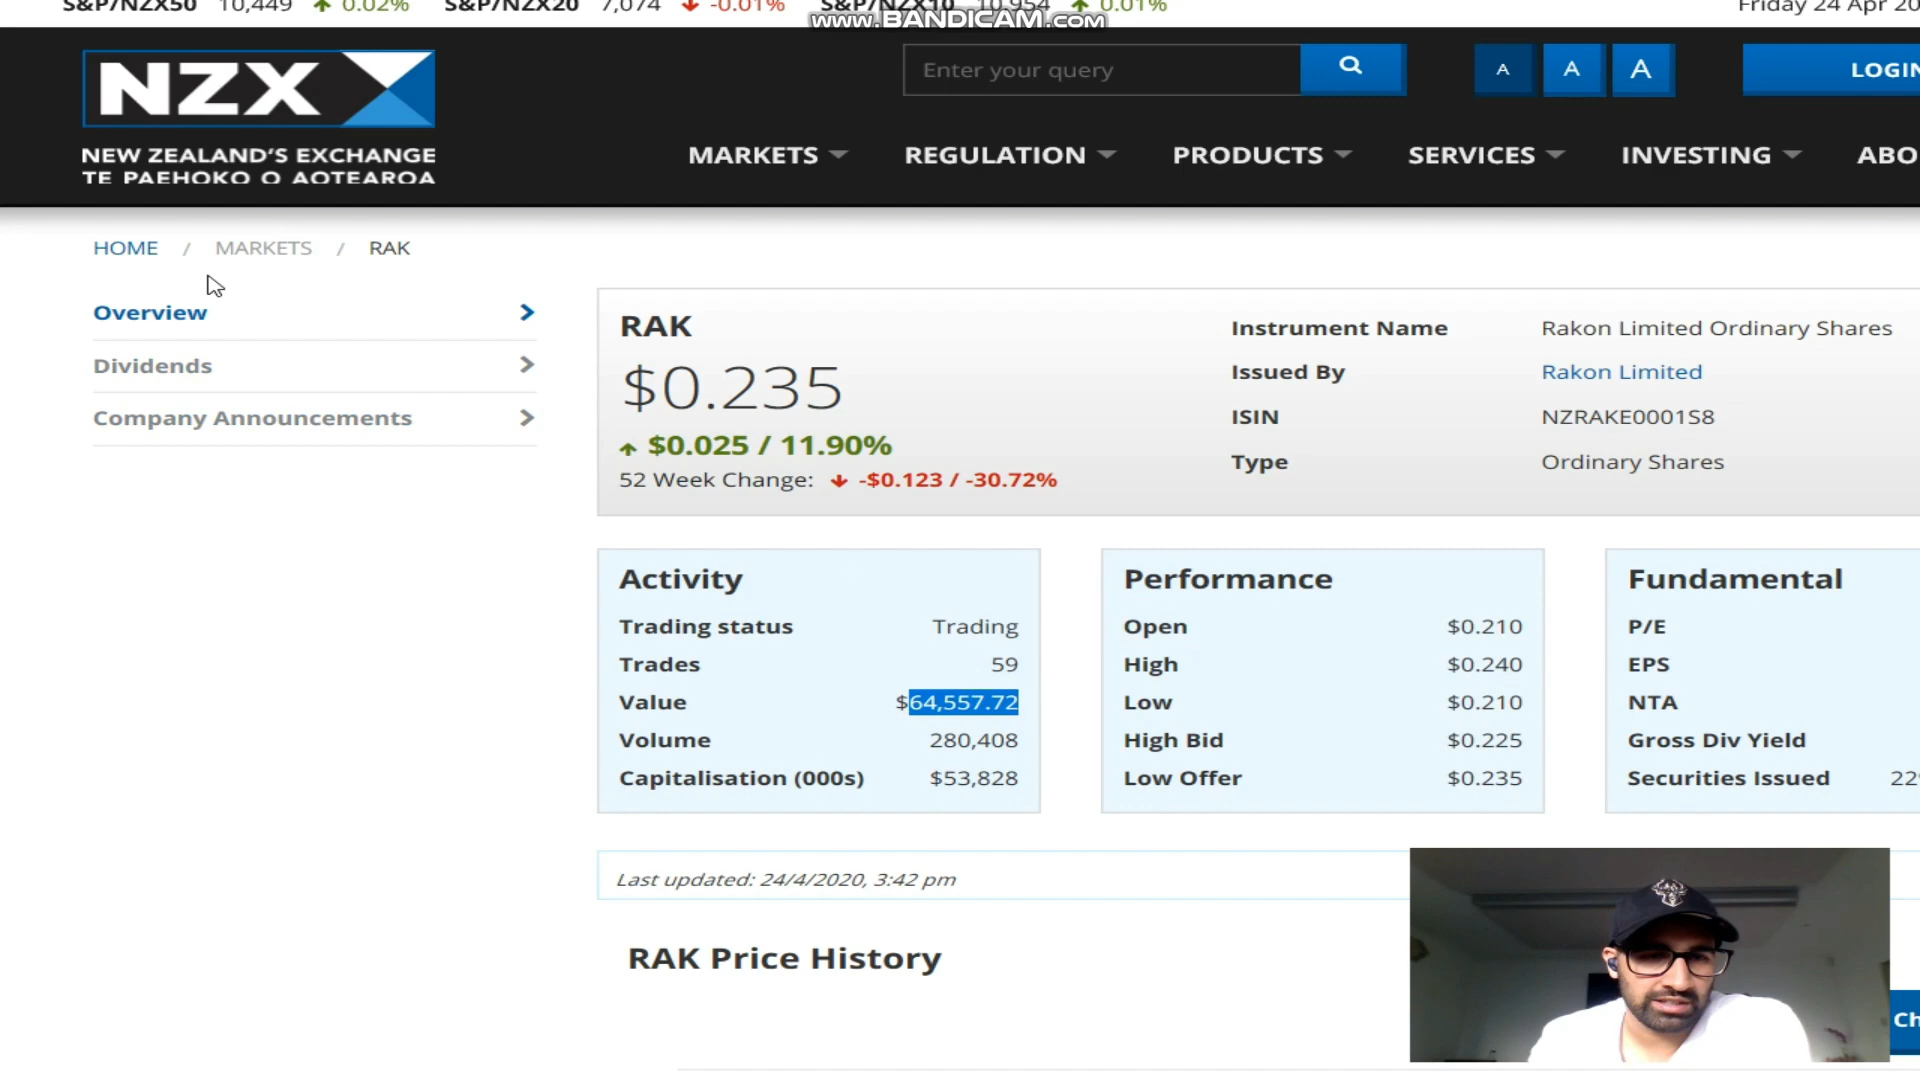 S&P/NZX50 10,449 0.02% S&P/NZX20 7,074 -0.01% S&P/NZX10 10,954 0.01% Friday 24 Apr 20
www.BANDICAM.com
NZX
NEW ZEALAND'S EXCHANGE
TE PAEHOKO O AOTEAROA
Enter your query
A A A
LOGIN
MARKETS REGULATION PRODUCTS SERVICES INVESTING ABO
HOME / MARKETS / RAK
Overview
Dividends
Company Announcements
RAK
$0.235
$0.025 / 11.90%
52 Week Change: -$0.123 / -30.72%
Instrument Name Rakon Limited Ordinary Shares
Issued By Rakon Limited
ISIN NZRAKE0001S8
Type Ordinary Shares
Activity
Trading status Trading
Trades 59
Value $64,557.72
Volume 280,408
Capitalisation (000s) $53,828
Performance
Open $0.210
High $0.240
Low $0.210
High Bid $0.225
Low Offer $0.235
Fundamental
P/E
EPS
NTA
Gross Div Yield
Securities Issued 22
Last updated: 24/4/2020, 3:42 pm
RAK Price History
Ch